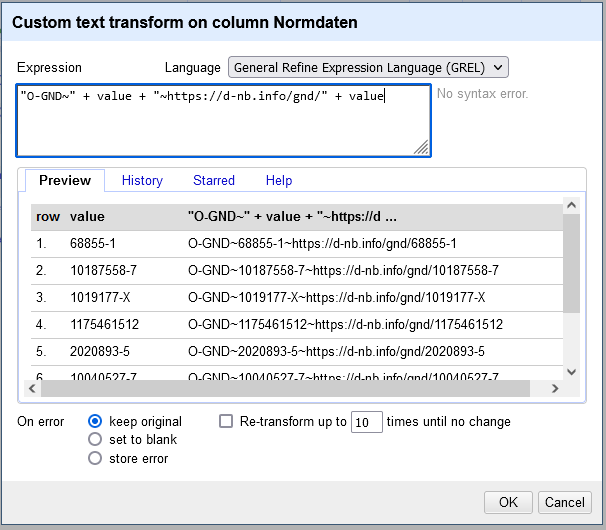 Custom text transform on column Normdaten
Expression Language General Refine Expression Language (GREL)
"O-GND~" + value + "~https://d-nb.info/gnd/" + value
No syntax error.
Preview History Starred Help
row value "O-GND~" + value + "~https://d ...
1. 68855-1 O-GND~68855-1~https://d-nb.info/gnd/68855-1
2. 10187558-7 O-GND~10187558-7~https://d-nb.info/gnd/10187558-7
3. 1019177-X O-GND~1019177-X~https://d-nb.info/gnd/1019177-X
4. 1175461512 O-GND~1175461512~https://d-nb.info/gnd/1175461512
5. 2020893-5 O-GND~2020893-5~https://d-nb.info/gnd/2020893-5
6. 10040527-7 O-GND~10040527-7~https://d-nb.info/gnd/10040527-7
On error keep original Re-transform up to 10 times until no change
set to blank
store error
OK Cancel